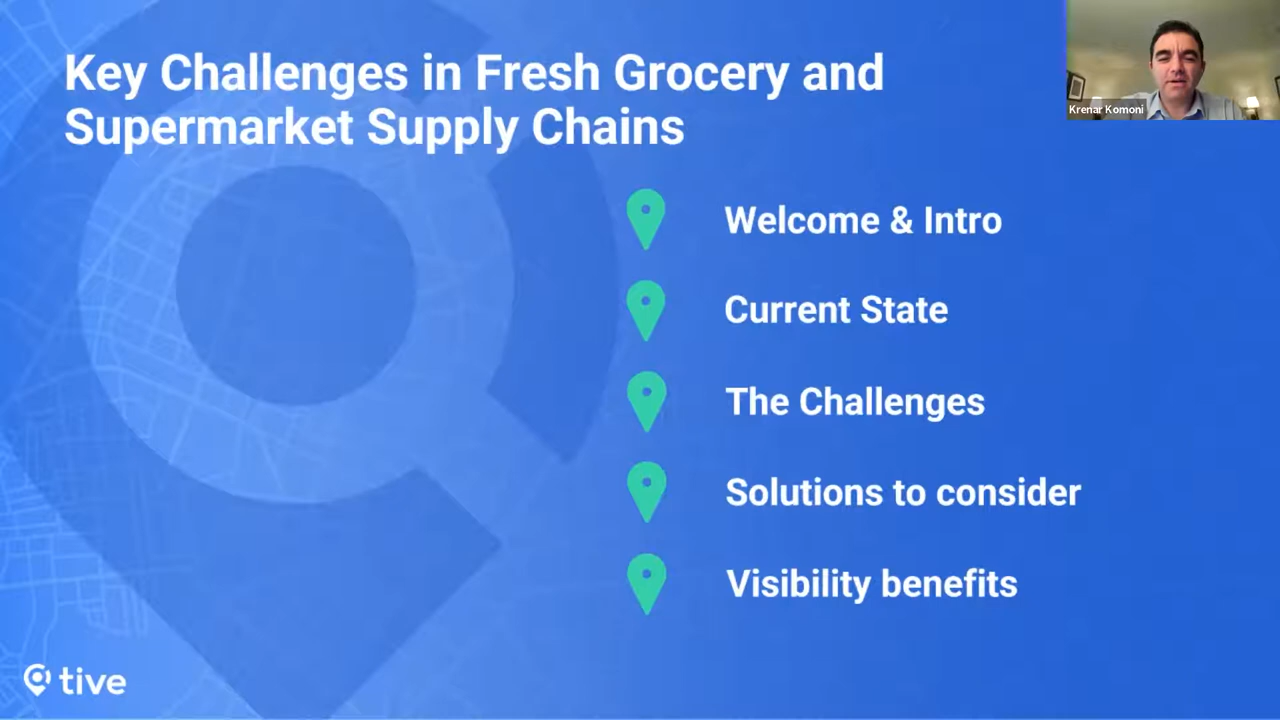 Key Challenges in Fresh Grocery and
Supermarket Supply Chains
Krenar Komoni
Welcome & Intro
Current State
The Challenges
Solutions to consider
Visibility benefits
tive